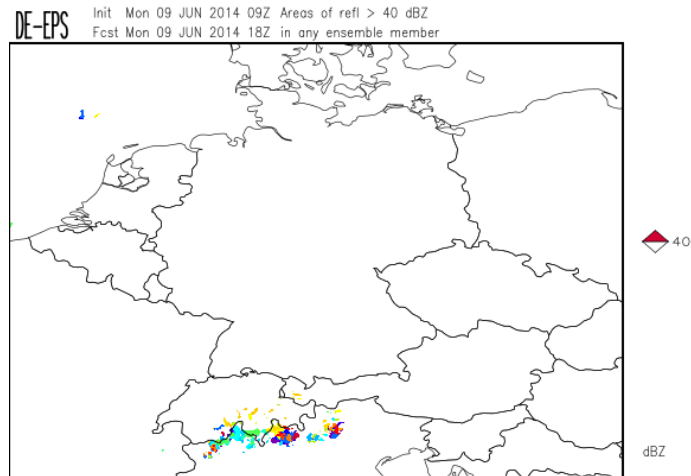 DE-EPS
Init Mon 09 JUN 2014 09Z Areas of refl > 40 dBZ
Fcst Mon 09 JUN 2014 18Z in any ensemble member
40
dBZ